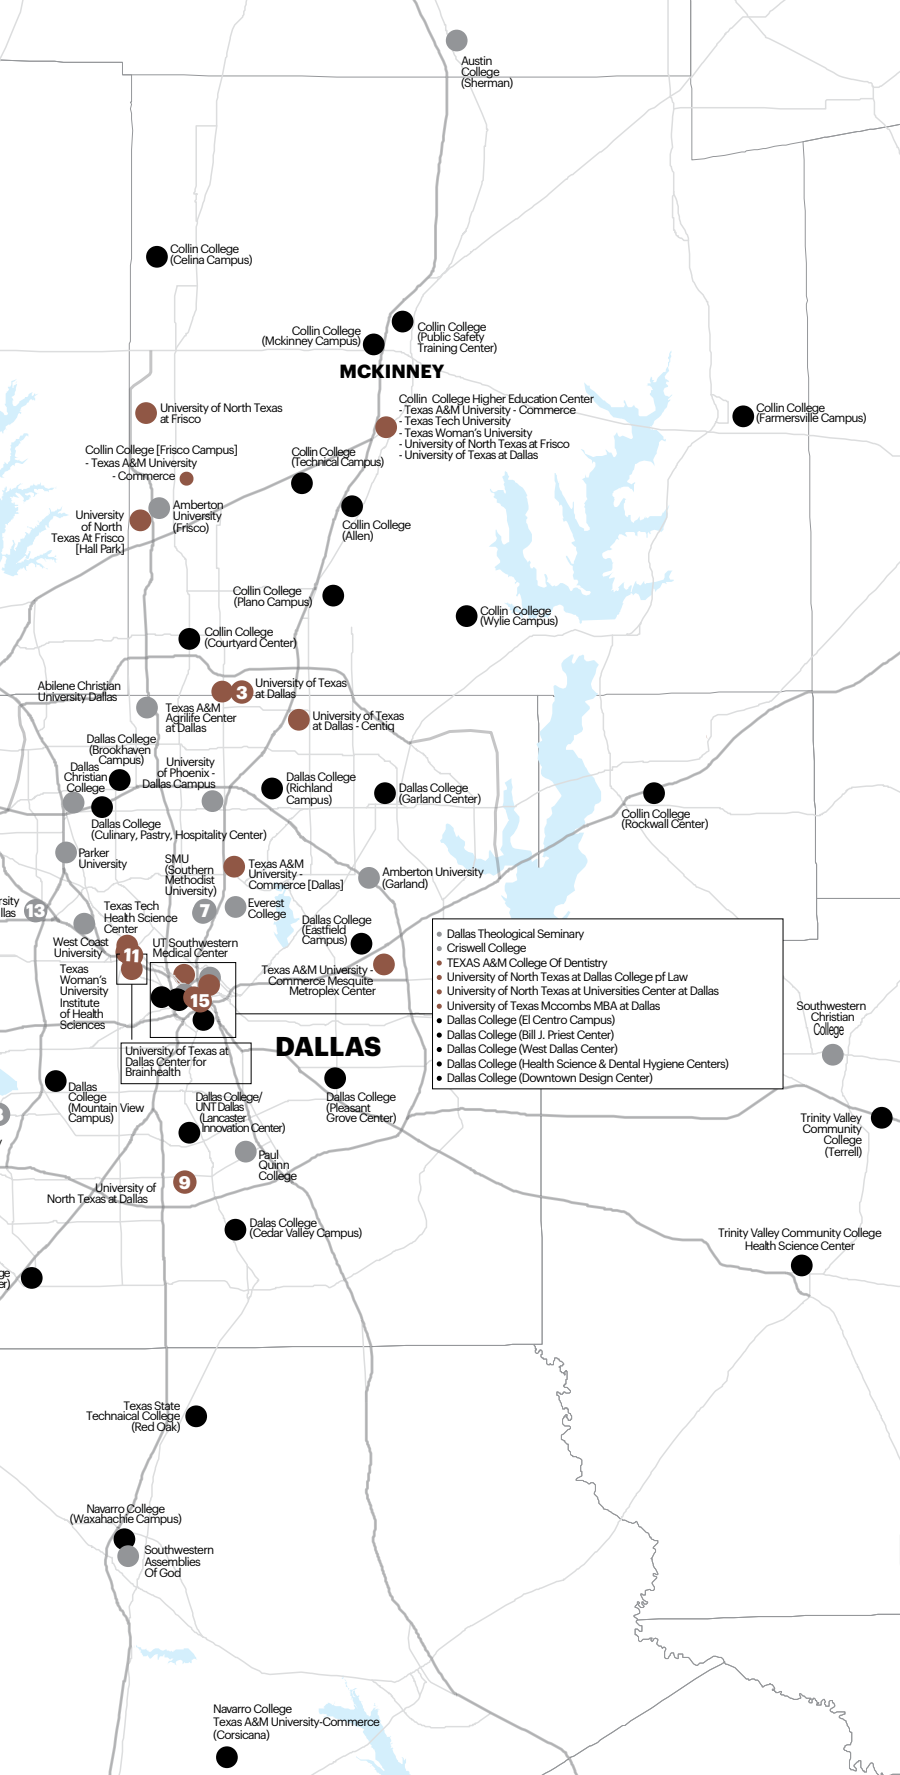 Austin
College
(Sherman)
Collin College
(Celina Campus)
Collin College
(Public Safety
Training Center)
Collin College
(Mckinney Campus)
MCKINNEY
Collin College Higher Education Center
- Texas A&M University - Commerce
- Texas Tech University
- Texas Woman's University
- University of North Texas at Frisco
- University of Texas at Dallas
University of North Texas
at Frisco
Collin College
(Farmersville Campus)
Collin College [Frisco Campus]
- Texas A&M University
- Commerce
Collin College
(Technical Campus)
Amberton
University
(Frisco)
University
of North
Texas At Frisco
[Hall Park]
Collin College
(Allen)
Collin College
(Plano Campus)
Collin College
(Wylie Campus)
Collin College
(Courtyard Center)
Abilene Christian
University Dallas
3
University of Texas
at Dallas
Texas A&M
Agrilife Center
at Dallas
University of Texas
at Dallas - Centiq
Dallas College
(Brookhaven
Campus)
Dallas
Christian
College
University
of Phoenix -
Dallas Campus
Dallas College
(Richland
Campus)
Dallas College
(Garland Center)
Collin College
(Rockwall Center)
Dallas College
(Culinary, Pastry, Hospitality Center)
Parker
University
SMU
(Southern
Methodist
University)
Texas A&M
University -
Commerce [Dallas]
Amberton University
(Garland)
rsity
llas
13
7
Everest
College
Texas Tech
Health Science
Center
Dallas College
(Eastfield
Campus)
West Coast
University
11
UT Southwestern
Medical Center
Texas
Woman's
University
Institute
of Health
Sciences
15
Texas A&M University -
Commerce Mesquite
Metroplex Center
Dallas Theological Seminary
Criswell College
TEXAS A&M College Of Dentistry
University of North Texas at Dallas College pf Law
University of North Texas at Universities Center at Dallas
University of Texas Mccombs MBA at Dallas
Dallas College (El Centro Campus)
Dallas College (Bill J. Priest Center)
Dallas College (West Dallas Center)
Dallas College (Health Science & Dental Hygiene Centers)
Dallas College (Downtown Design Center)
Southwestern
Christian
College
University of Texas at
Dallas Center for
Brainhealth
DALLAS
Dallas
College
(Mountain View
Campus)
Dallas College/
UNT Dallas
(Lancaster
Innovation Center)
Dallas College
(Pleasant
Grove Center)
Trinity Valley
Community
College
(Terrell)
Paul
Quinn
College
University of
North Texas at Dallas
9
Dalas College
(Cedar Valley Campus)
Trinity Valley Community College
Health Science Center
ge
er)
Texas State
Technaical College
(Red Oak)
Navarro College
(Waxahachie Campus)
Southwestern
Assemblies
Of God
Navarro College
Texas A&M University-Commerce
(Corsicana)